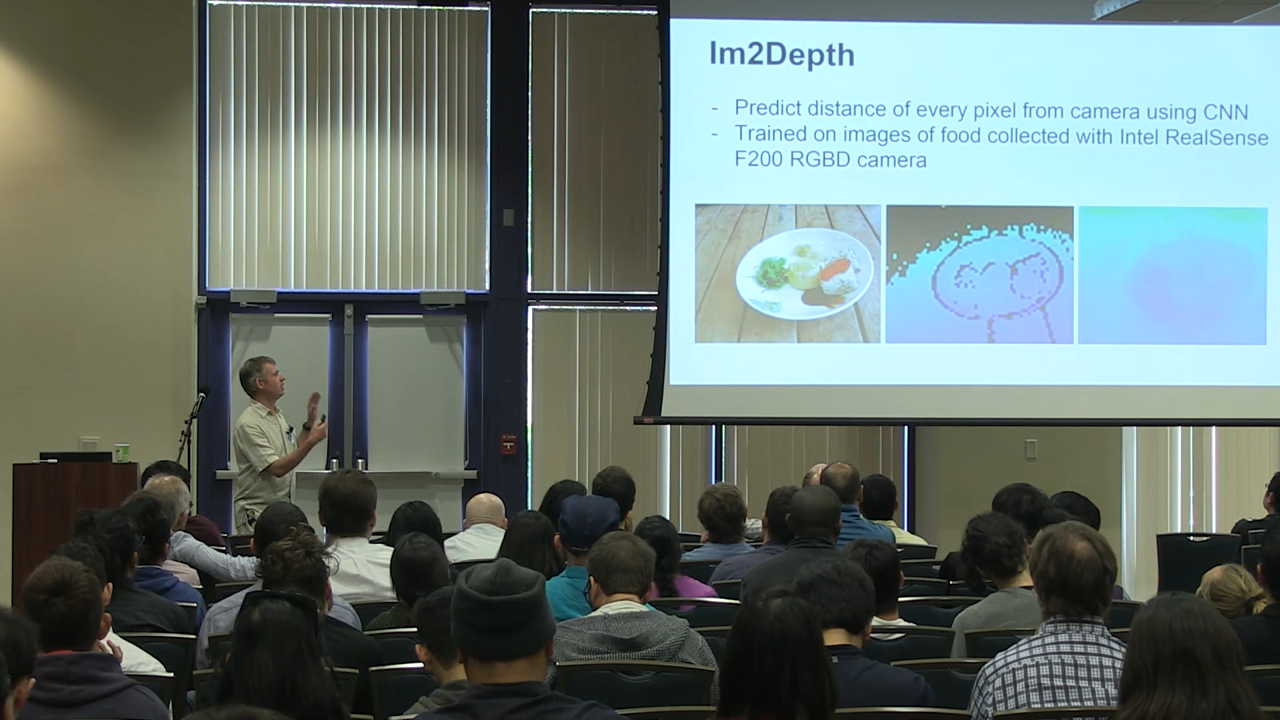 Im2Depth
- Predict distance of every pixel from camera using CNN
- Trained on images of food collected with Intel RealSense
F200 RGBD camera